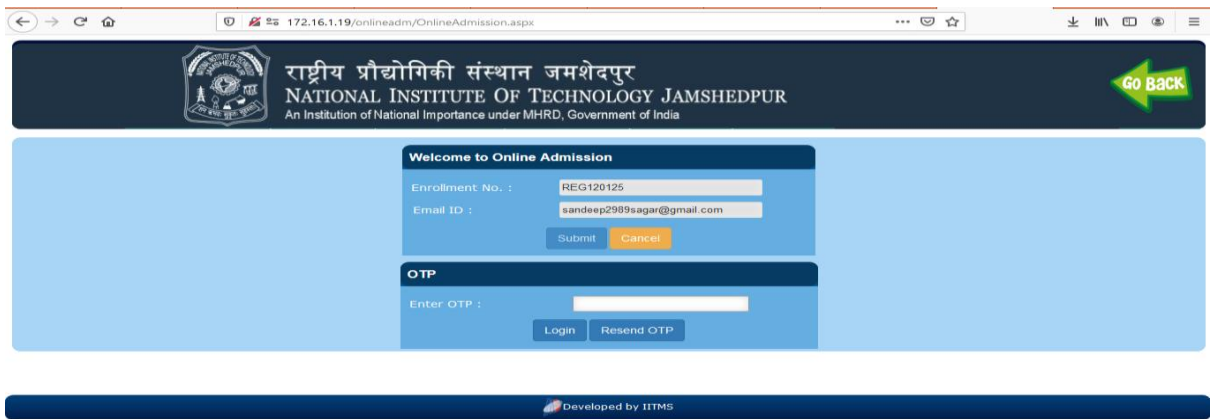 172.16.1.19/onlineadm/OnlineAdmission.aspx
राष्ट्रीय प्रौद्योगिकी संस्थान जमशेदपुर
NATIONAL INSTITUTE OF TECHNOLOGY JAMSHEDPUR
An Institution of National Importance under MHRD, Government of India
Go Back
Welcome to Online Admission
Enrollment No. : REG120125
Email ID : sandeep2989sagar@gmail.com
Submit Cancel
OTP
Enter OTP :
Login Resend OTP
Developed by IITMS